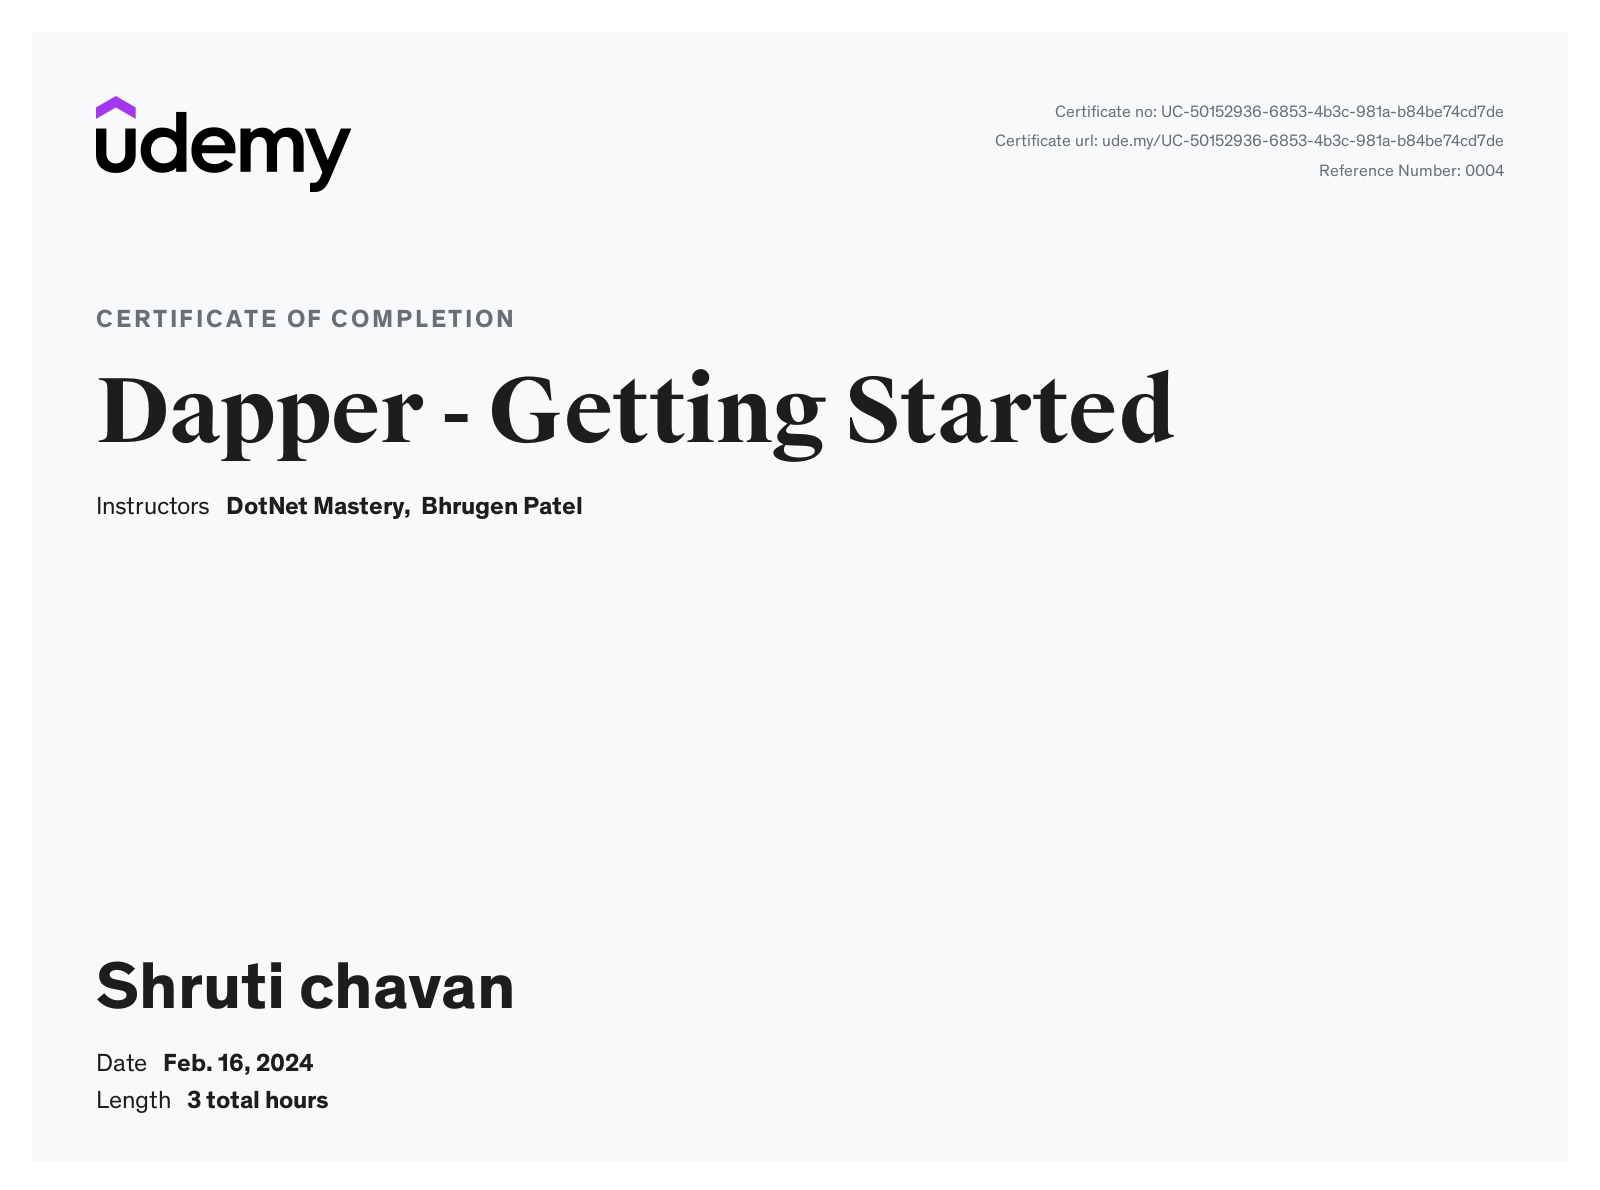 udemy
Certificate no: UC-50152936-6853-4b3c-981a-b84be74cd7de
Certificate url: ude.my/UC-50152936-6853-4b3c-981a-b84be74cd7de
Reference Number: 0004
CERTIFICATE OF COMPLETION
Dapper - Getting Started
Instructors DotNet Mastery, Bhrugen Patel
Shruti chavan
Date Feb. 16, 2024
Length 3 total hours